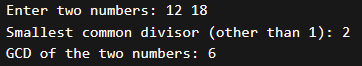 Enter two numbers: 12 18
Smallest common divisor (other than 1): 2
GCD of the two numbers: 6